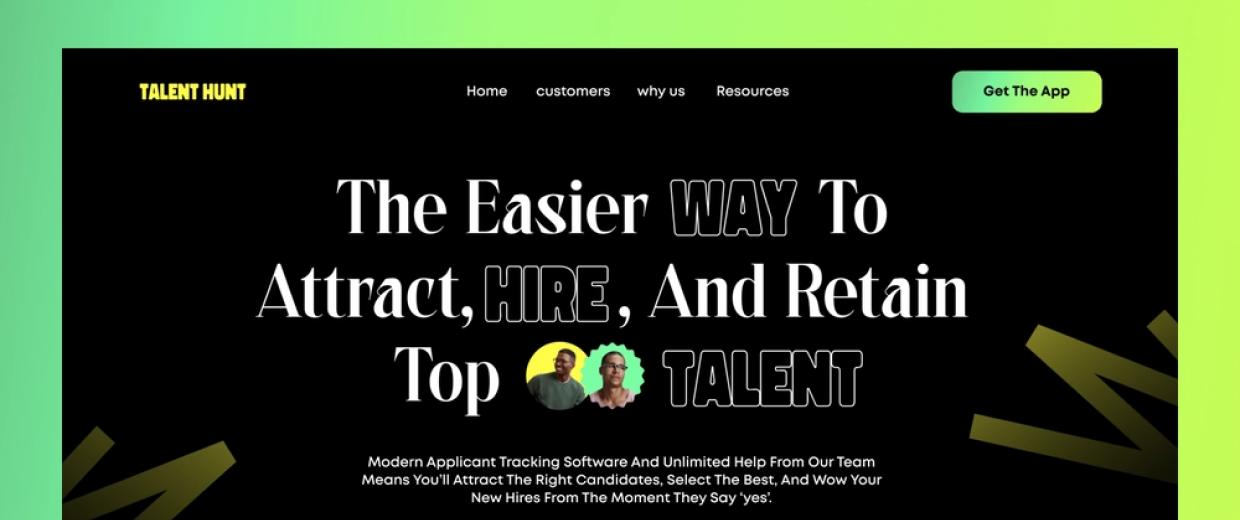 TALENT HUNT
Home customers why us Resources
Get The App
The Easier WAY To
Attract, HIRE, And Retain
Top TALENT
Modern Applicant Tracking Software And Unlimited Help From Our Team
Means You'll Attract The Right Candidates, Select The Best, And Wow Your
New Hires From The Moment They Say ‘yes’.